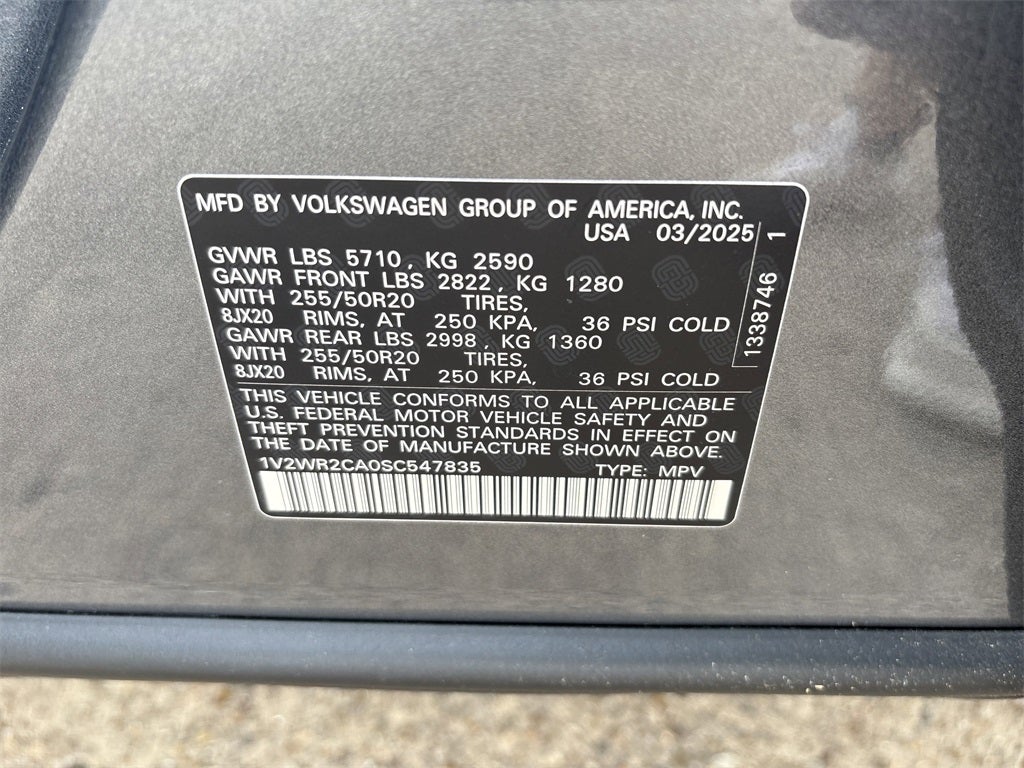 MFD BY VOLKSWAGEN GROUP OF AMERICA, INC.
USA 03/2025
GVWR LBS 5710, KG 2590
GAWR FRONT LBS 2822, KG 1280
WITH 255/50R20 TIRES,
8JX20 RIMS, AT 250 KPA, 36 PSI COLD
GAWR REAR LBS 2998, KG 1360
WITH 255/50R20 TIRES,
8JX20 RIMS, AT 250 KPA, 36 PSI COLD
1338746 1
THIS VEHICLE CONFORMS TO ALL APPLICABLE
U.S. FEDERAL MOTOR VEHICLE SAFETY AND
THEFT PREVENTION STANDARDS IN EFFECT ON
THE DATE OF MANUFACTURE SHOWN ABOVE.
1V2WR2CA0SC547835 TYPE: MPV